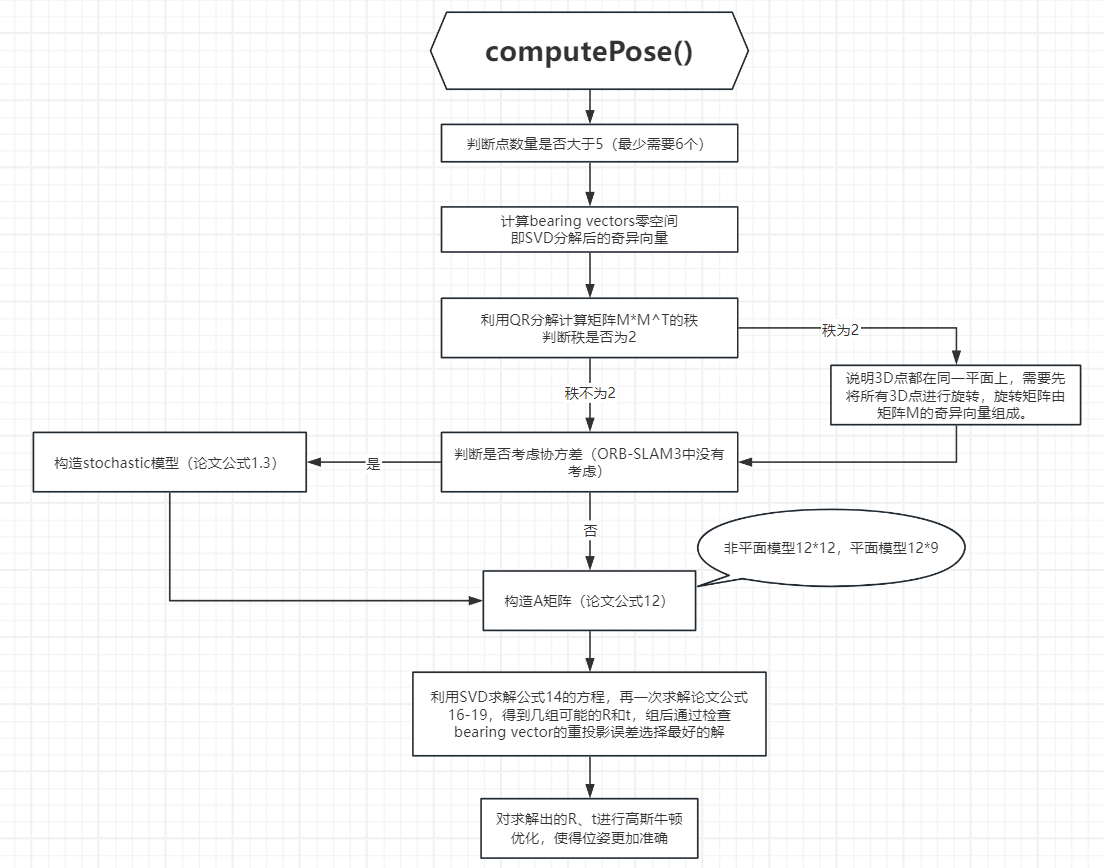 computePose()
判断点数量是否大于5（最少需要6个）
计算bearing vectors零空间
即SVD分解后的奇异向量
利用QR分解计算矩阵M*M^T的秩
判断秩是否为2
秩为2
说明3D点都在同一平面上，需要先
将所有3D点进行旋转，旋转矩阵由
矩阵M的奇异向量组成。
秩不为2
判断是否考虑协方差（ORB-SLAM3中没有
考虑）
是
构造stochastic模型（论文公式1.3）
否
非平面模型12*12，平面模型12*9
构造A矩阵（论文公式12）
利用SVD求解公式14的方程，再一次求解论文公式
16-19，得到几组可能的R和t，组后通过检查
bearing vector的重投影误差选择最好的解
对求解出的R、t进行高斯牛顿
优化，使得位姿更加准确